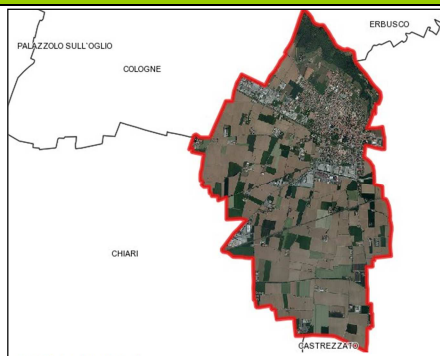 ERBUSCO
PALAZZOLO SULL'OGLIO
COLOGNE
CHIARI
CASTREZZATO